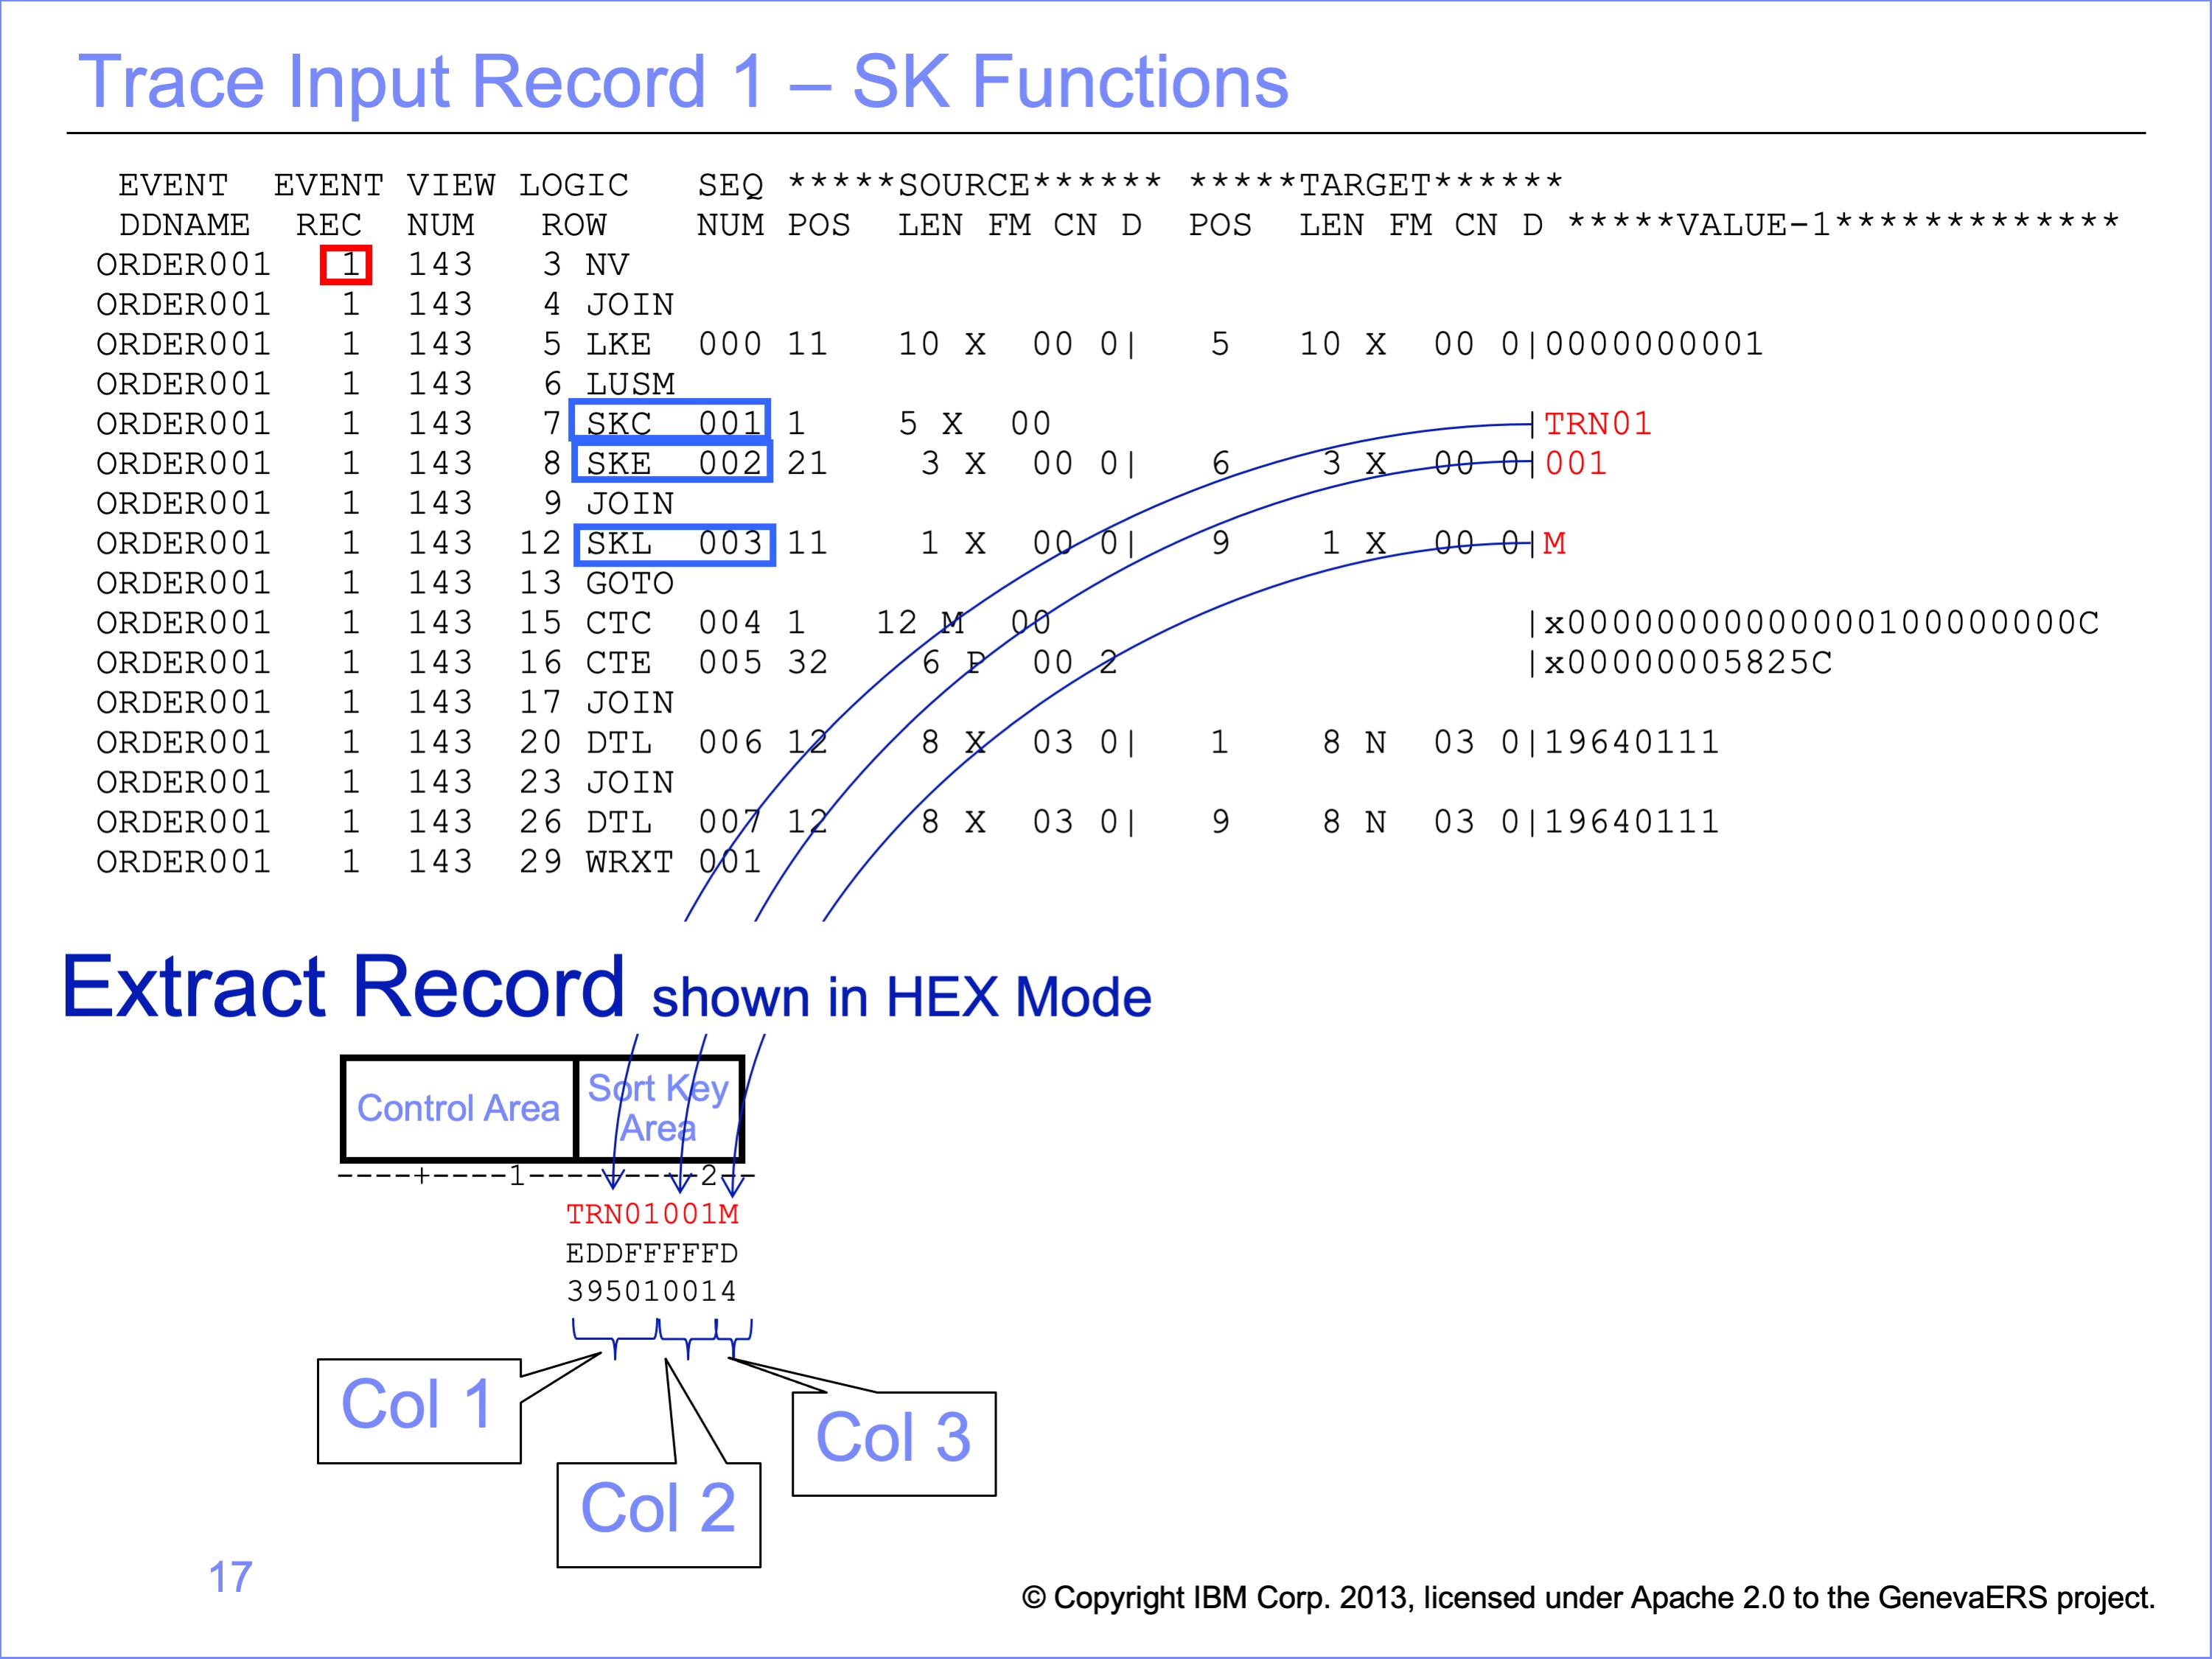 Trace Input Record 1 – SK Functions
EVENT EVENT VIEW LOGIC SEQ *****SOURCE****** *****TARGET******
DDNAME REC NUM ROW NUM POS LEN FM CN D POS LEN FM CN D *****VALUE-1*************
ORDER001 1 143 3 NV
ORDER001 1 143 4 JOIN
ORDER001 1 143 5 LKE 000 11 10 X 00 0| 5 10 X 00 0|0000000001
ORDER001 1 143 6 LUSM
ORDER001 1 143 7 SKC 001 1 5 X 00 |TRN01
ORDER001 1 143 8 SKE 002 21 3 X 00 0| 6 3 X 00 0|001
ORDER001 1 143 9 JOIN
ORDER001 1 143 12 SKL 003 11 1 X 00 0| 9 1 X 00 0|M
ORDER001 1 143 13 GOTO
ORDER001 1 143 15 CTC 004 1 12 M 00 |x00000000000000100000000C
ORDER001 1 143 16 CTE 005 32 6 P 00 2 |x00000005825C
ORDER001 1 143 17 JOIN
ORDER001 1 143 20 DTL 006 12 8 X 03 0| 1 8 N 03 0|19640111
ORDER001 1 143 23 JOIN
ORDER001 1 143 26 DTL 007 12 8 X 03 0| 9 8 N 03 0|19640111
ORDER001 1 143 29 WRXT 001
Extract Record shown in HEX Mode
Control Area
Sort Key
Area
----+----1----+----2--
TRN01001M
EDDFFFFFD
395010014
Col 1
Col 2
Col 3
17
© Copyright IBM Corp. 2013, licensed under Apache 2.0 to the GenevaERS project.